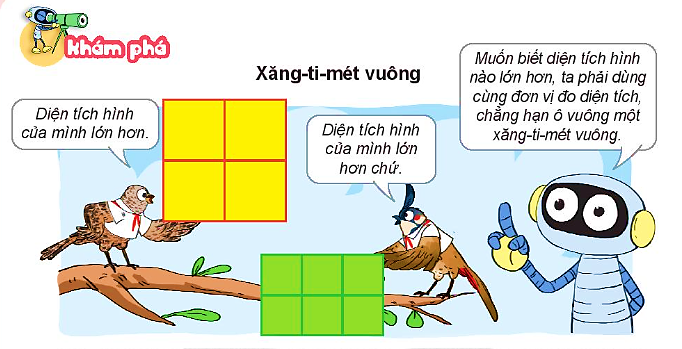 khám phá
Xăng-ti-mét vuông
Diện tích hình
của mình lớn hơn.
Diện tích hình
của mình lớn
hơn chứ.
Muốn biết diện tích hình
nào lớn hơn, ta phải dùng
cùng đơn vị đo diện tích,
chẳng hạn ô vuông một
xăng-ti-mét vuông.